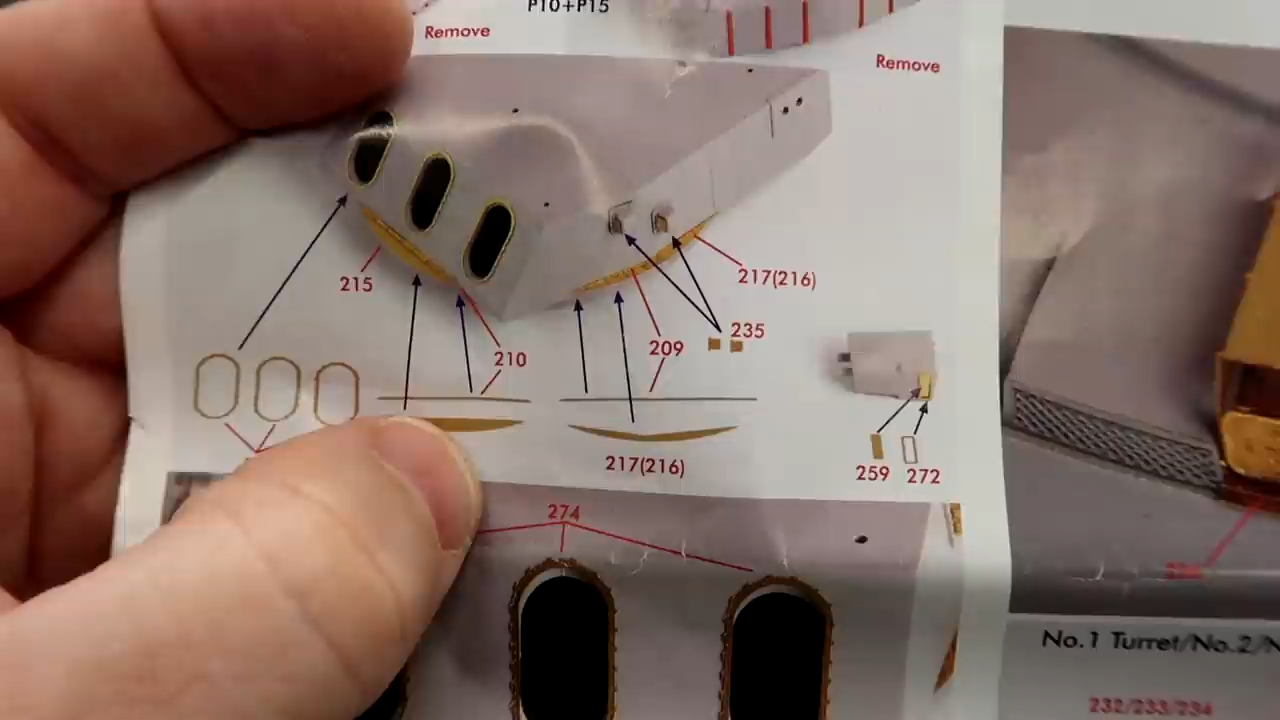 P10+P15
Remove
Remove
215
217(216)
235
210
209
217(216)
259
272
274
No.1 Turret/No.2/N
232/233/234